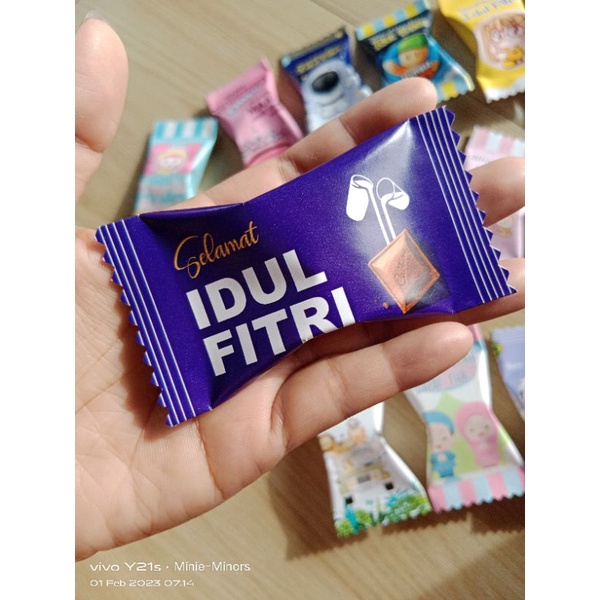 Selamat
IDUL
FITRI
vivo Y21s • Minie-Minors
01 Feb 2023 07.14